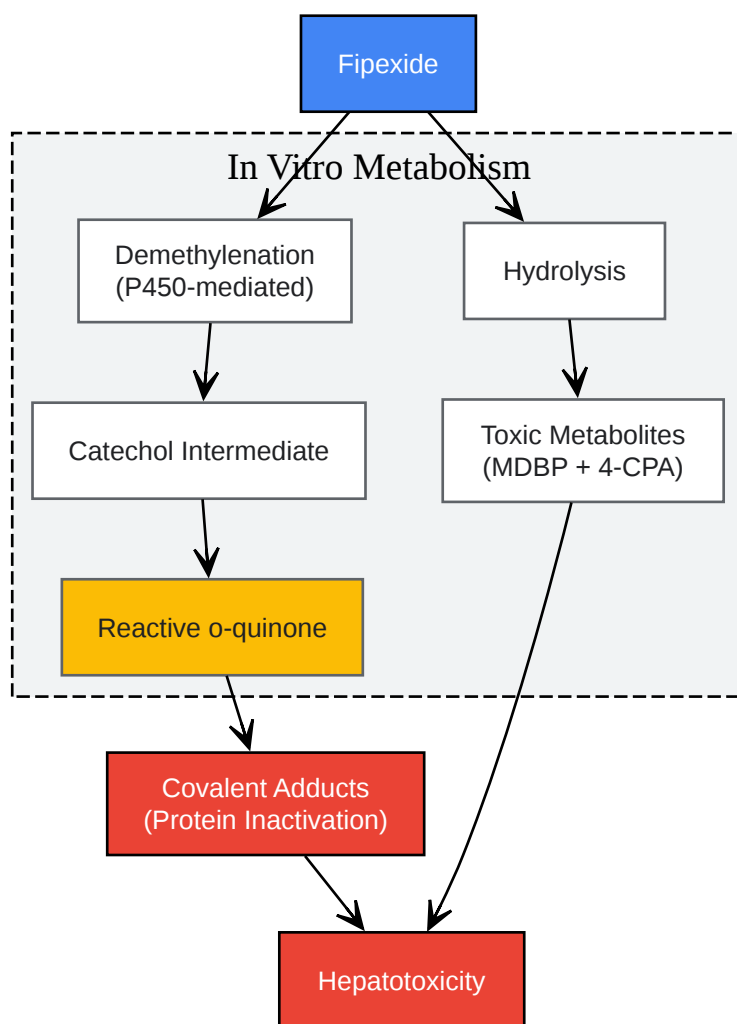 Fipexide
In Vitro Metabolism
Demethylenation
(P450-mediated)
Hydrolysis
Catechol Intermediate
Toxic Metabolites
(MDBP + 4-CPA)
Reactive o-quinone
Covalent Adducts
(Protein Inactivation)
Hepatotoxicity